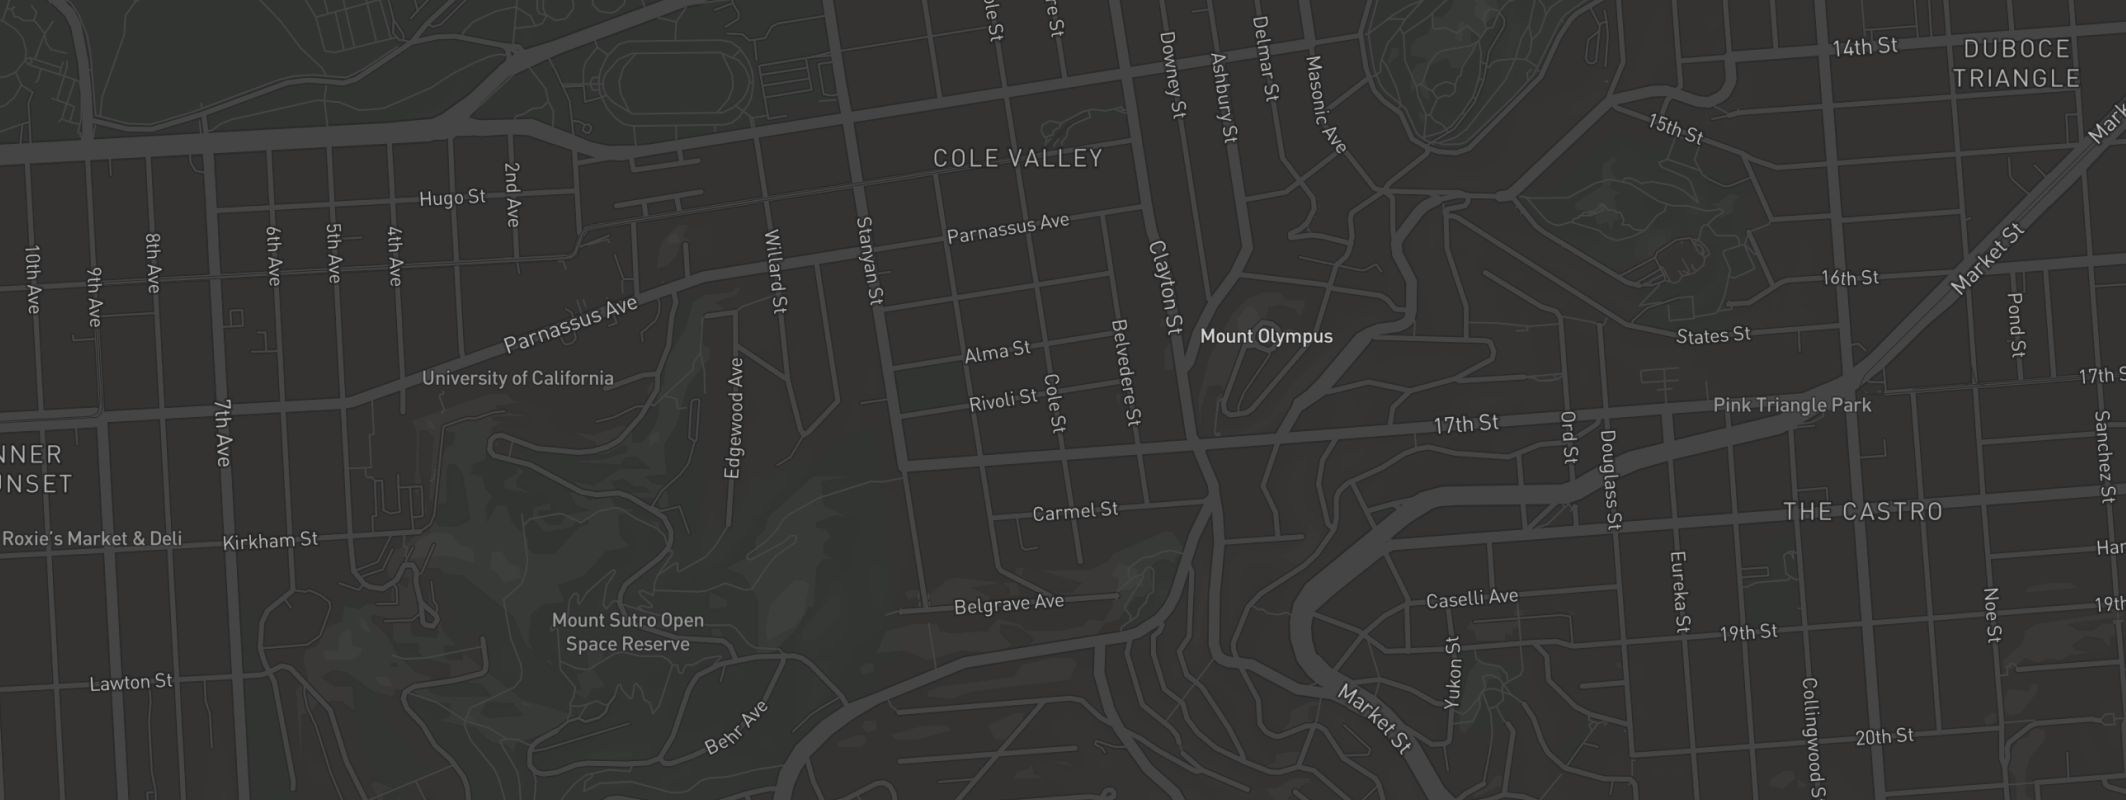 14th St
DUBOCE
TRIANGLE
Downey St
Ashbury St
Delmar St
Masonic Ave
15th St
COLE VALLEY
Hugo St
2nd Ave
10th Ave
9th Ave
8th Ave
6th Ave
5th Ave
4th Ave
Willard St
Stanyan St
Parnassus Ave
Clayton St
Market St
16th St
Pond St
States St
Parnassus Ave
Mount Olympus
University of California
Alma St
Belvedere St
Rivoli St
Cole St
Edgewood Ave
7th Ave
17th St
Ord St
Douglass St
Pink Triangle Park
17th S
Sanchez St
NNER
UNSET
Carmel St
THE CASTRO
Roxie's Market & Deli
Kirkham St
Har
Belgrave Ave
Caselli Ave
Eureka St
Noe St
19th
19th St
Mount Sutro Open
Space Reserve
Yukon St
Lawton St
Behr Ave
Market St
Collingwood S
20th St
Mark
re St
ole St